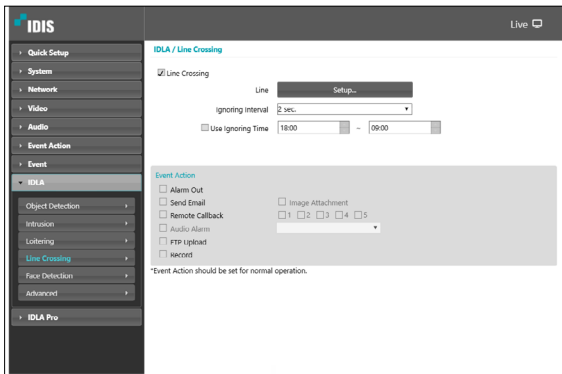 IDIS
Live
Quick Setup
System
Network
Video
Audio
Event Action
Event
IDLA
Object Detection
Intrusion
Loitering
Line Crossing
Face Detection
Advanced
IDLA Pro
IDLA / Line Crossing
Line Crossing
Line Setup...
Ignoring Interval 2 sec.
Use Ignoring Time 18:00 ~ 09:00
Event Action
Alarm Out
Send Email Image Attachment
Remote Callback 1 2 3 4 5
Audio Alarm
FTP Upload
Record
*Event Action should be set for normal operation.